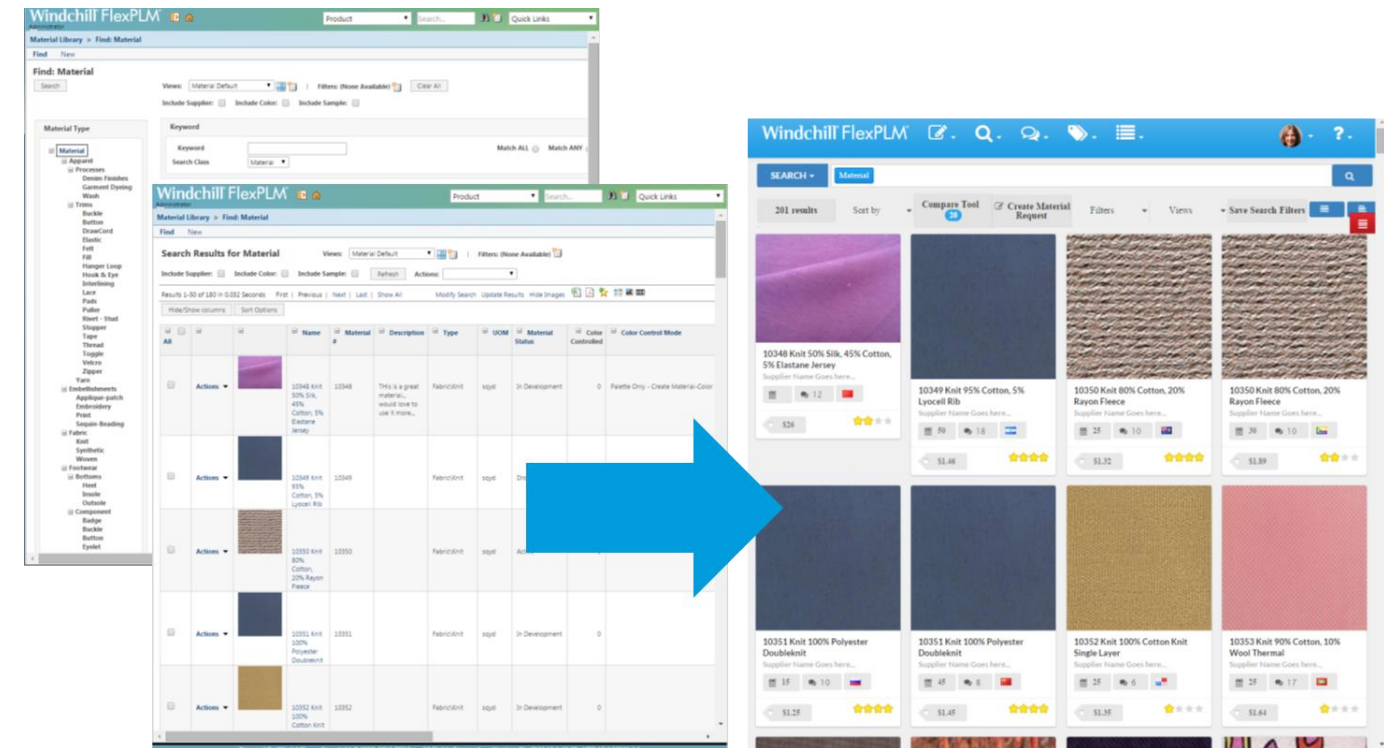 Windchill FlexPLM
Product
Search...
Quick Links
Administrator
Material Library > Find: Material
Find New
Find: Material
Search
Views: Material Default
Filters: (None Available)
Clear All
Include Supplier: Include Color: Include Sample:
Material Type
Material
Apparel
Processes
Denim Finishes
Garment Dyeing
Wash
Trims
Buckle
Button
DrawCord
Elastic
Felt
Fill
Hanger Loop
Hook & Eye
Interlining
Lace
Pads
Puller
Rivet - Stud
Stopper
Tape
Thread
Toggle
Velcro
Zipper
Yarn
Embellishments
Applique-patch
Embroidery
Print
Sequin-Beading
Fabric
Knit
Synthetic
Woven
Footwear
Bottoms
Heel
Insole
Outsole
Component
Badge
Buckle
Button
Eyelet
Keyword
Keyword
Match ALL Match ANY
Search Class Material
Windchill FlexPLM
Product
Search...
Quick Links
Administrator
Material Library > Find: Material
Find New
Search Results for Material
Views: Material Default
Filters: (None Available)
Include Supplier: Include Color: Include Sample: Refresh Actions:
Results 1-50 of 180 in 0.032 Seconds First | Previous | Next | Last | Show All Modify Search Update Results Hide Images
Hide/Show columns Sort Options
All
Name
Material #
Description
Type
UOM
Material Status
Color Controlled
Color Control Mode
Actions
10348 Knit 50% Silk, 45% Cotton, 5% Elastane Jersey
10348
THis is a great material... would love to use it more...
Fabric\Knit
sqyd
In Development
0
Palette Only - Create Material-Color
Actions
10349 Knit 95% Cotton, 5% Lyocell Rib
10349
Fabric\Knit
sqyd
Actions
10350 Knit 80% Cotton, 20% Rayon Fleece
10350
Fabric\Knit
sqyd
Actions
10351 Knit 100% Polyester Doubleknit
10351
Fabric\Knit
sqyd
In Development
0
Actions
10352 Knit 100% Cotton Knit
10352
Fabric\Knit
sqyd
In Development
0
Windchill FlexPLM
?
SEARCH
Material
201 results
Sort by
Compare Tool
20
Create Material
Request
Filters
Views
Save Search Filters
10348 Knit 50% Silk, 45% Cotton,
5% Elastane Jersey
Supplier Name Goes here...
12
$26
10349 Knit 95% Cotton, 5%
Lyocell Rib
Supplier Name Goes here...
50 18
$1.46
10350 Knit 80% Cotton, 20%
Rayon Fleece
Supplier Name Goes here...
25 10
$1.32
10350 Knit 80% Cotton, 20%
Rayon Fleece
Supplier Name Goes here...
30 10
$1.59
10351 Knit 100% Polyester
Doubleknit
Supplier Name Goes here...
15 10
$1.25
10351 Knit 100% Polyester
Doubleknit
Supplier Name Goes here...
45 8
$1.45
10352 Knit 100% Cotton Knit
Single Layer
Supplier Name Goes here...
25 6
$1.35
10353 Knit 90% Cotton, 10%
Wool Thermal
Supplier Name Goes here...
25 17
$1.64